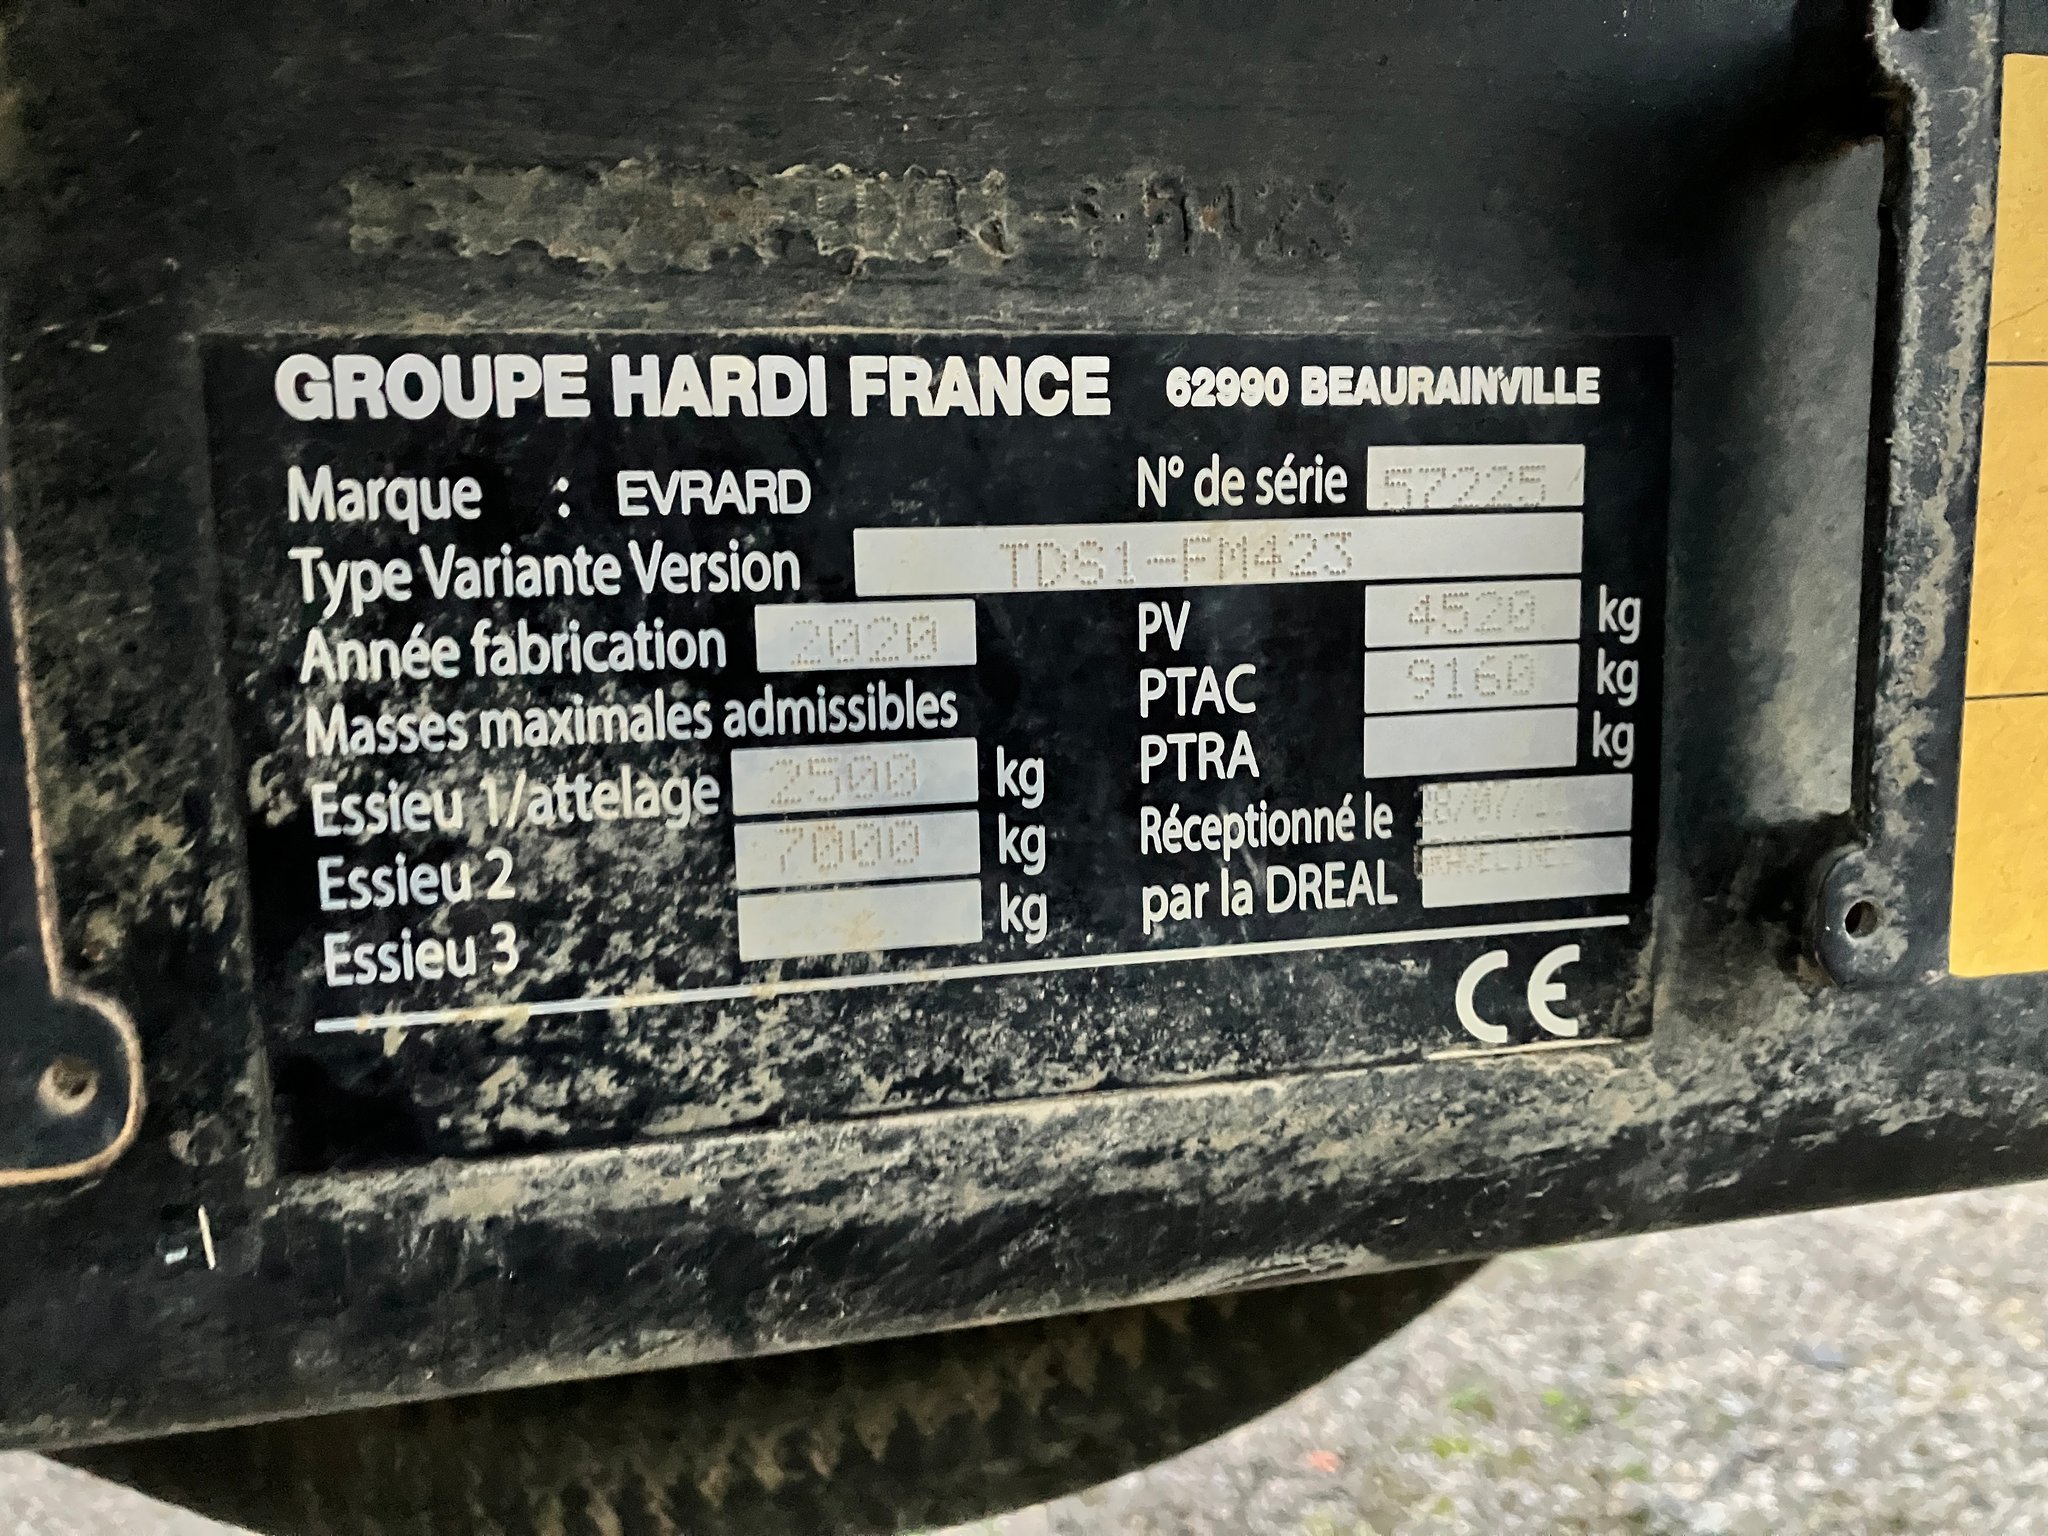 GROUPE HARDI FRANCE 62990 BEAURAINVILLE
Marque : EVRARD N° de série 57225
Type Variante Version TDS1-FM423
Année fabrication 2020 PV 4520 kg
Masses maximales admissibles PTAC 9160 kg
Essieu 1/attelage 2500 kg PTRA kg
Essieu 2 7000 kg Réceptionné le
Essieu 3 kg par la DREAL
CE